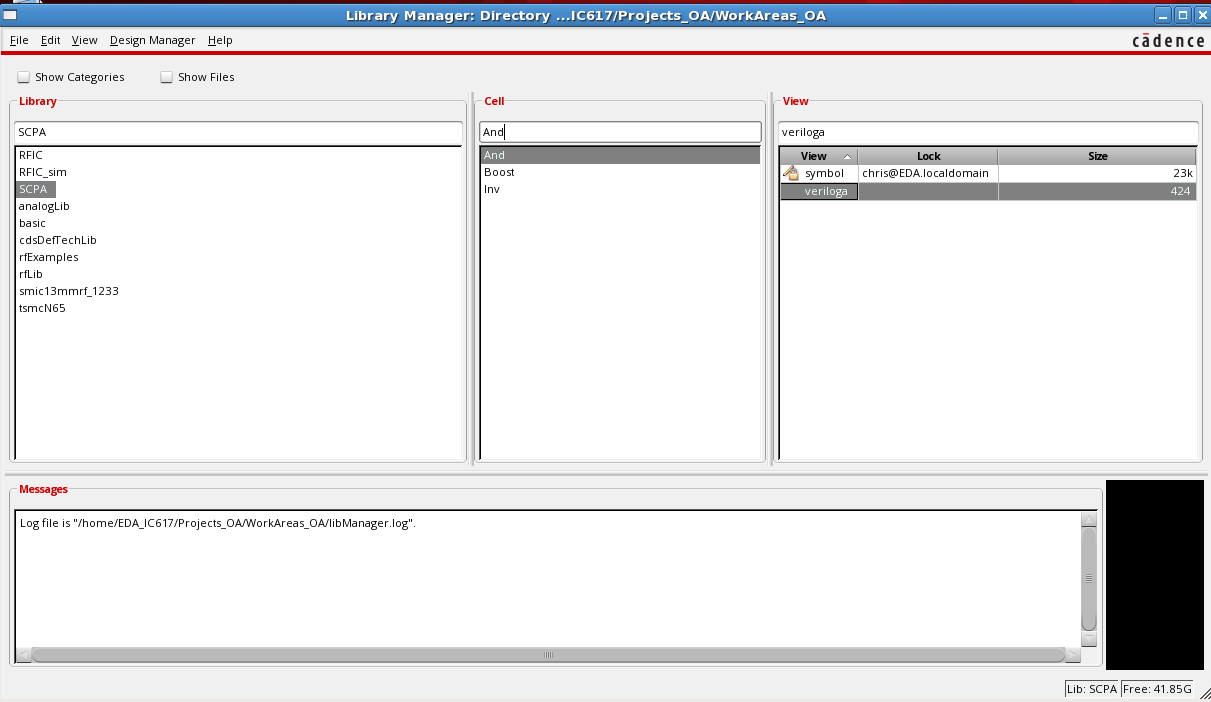 Library Manager: Directory ...IC617/Projects_OA/WorkAreas_OA
File Edit View Design Manager Help
cādence
Show Categories Show Files
Library
SCPA
RFIC
RFIC_sim
SCPA
analogLib
basic
cdsDefTechLib
rfExamples
rfLib
smic13mmrf_1233
tsmcN65
Cell
And
And
Boost
Inv
View
veriloga
View Lock Size
symbol chris@EDA.localdomain 23k
veriloga 424
Messages
Log file is "/home/EDA_IC617/Projects_OA/WorkAreas_OA/libManager.log".
Lib: SCPA Free: 41.85G